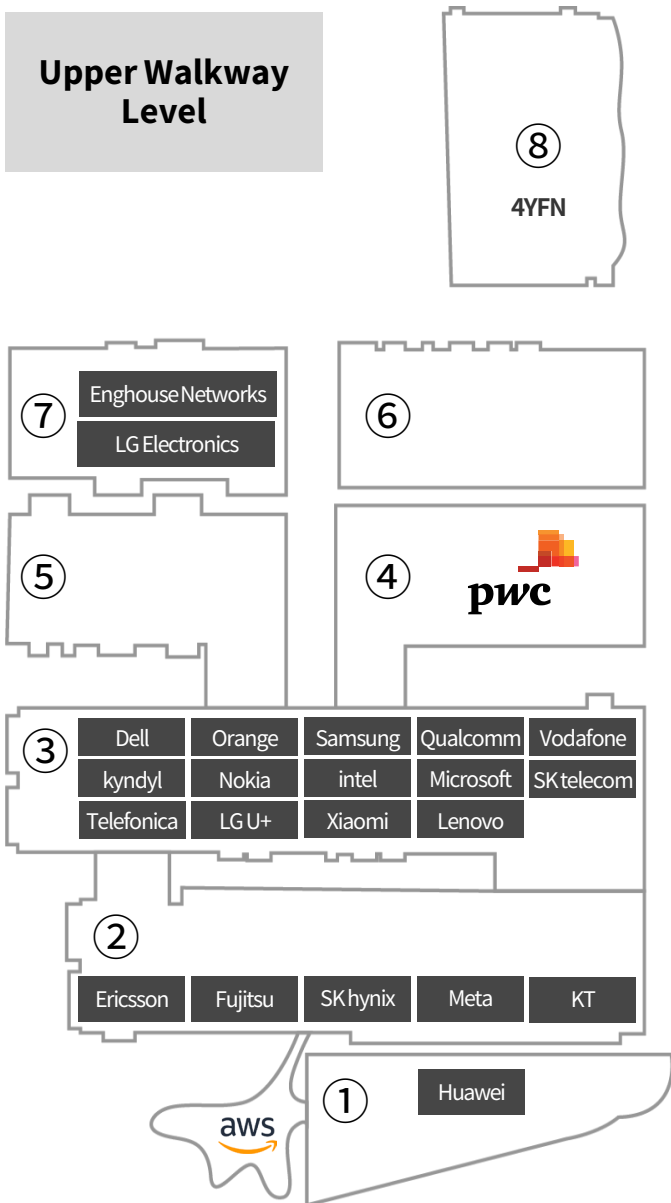 Upper Walkway
Level
⑧
4YFN
⑦
Enghouse Networks
LG Electronics
⑥
⑤
④
pwc
③
Dell
Orange
Samsung
Qualcomm
Vodafone
kyndyl
Nokia
intel
Microsoft
SK telecom
Telefonica
LG U+
Xiaomi
Lenovo
②
Ericsson
Fujitsu
SK hynix
Meta
KT
①
Huawei
aws